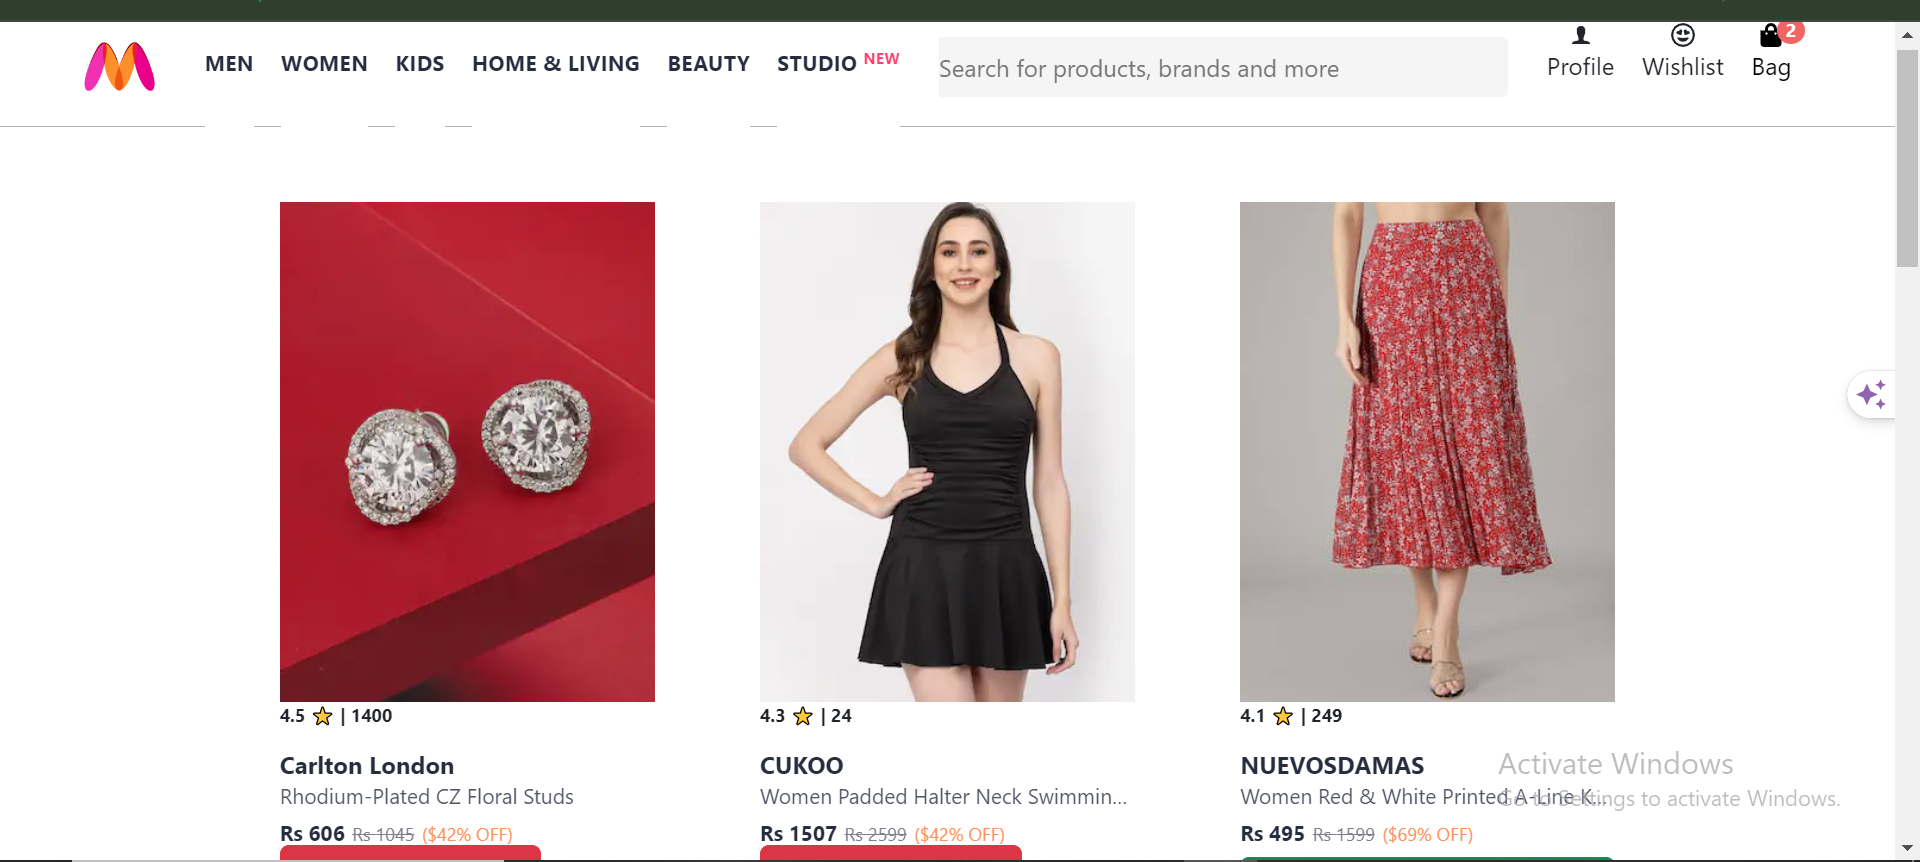 MEN WOMEN KIDS HOME & LIVING BEAUTY STUDIO NEW
Search for products, brands and more
Profile Wishlist Bag
2
4.5 ⭐ | 1400
Carlton London
Rhodium-Plated CZ Floral Studs
Rs 606 Rs 1045 ($42% OFF)
4.3 ⭐ | 24
CUKOO
Women Padded Halter Neck Swimmin...
Rs 1507 Rs 2599 ($42% OFF)
4.1 ⭐ | 249
NUEVOSDAMAS
Women Red & White Printed A-Line K...
Rs 495 Rs 1599 ($69% OFF)
Activate Windows
Go to Settings to activate Windows.